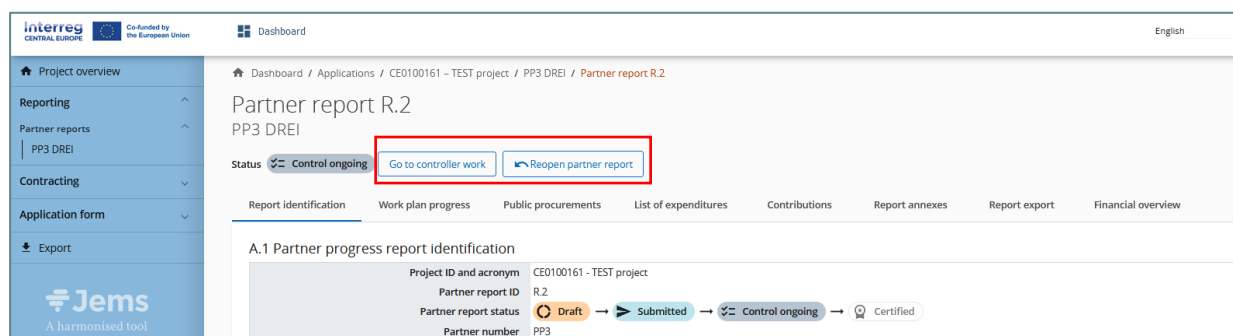 Interreg
CENTRAL EUROPE
Co-funded by
the European Union
Dashboard
English
Project overview
Reporting
Partner reports
PP3 DREI
Contracting
Application form
Export
Jems
A harmonised tool
Dashboard / Applications / CE0100161 – TEST project / PP3 DREI / Partner report R.2
Partner report R.2
PP3 DREI
Status Control ongoing Go to controller work Reopen partner report
Report identification Work plan progress Public procurements List of expenditures Contributions Report annexes Report export Financial overview
A.1 Partner progress report identification
Project ID and acronym CE0100161 - TEST project
Partner report ID R.2
Partner report status Draft → Submitted → Control ongoing → Certified
Partner number PP3